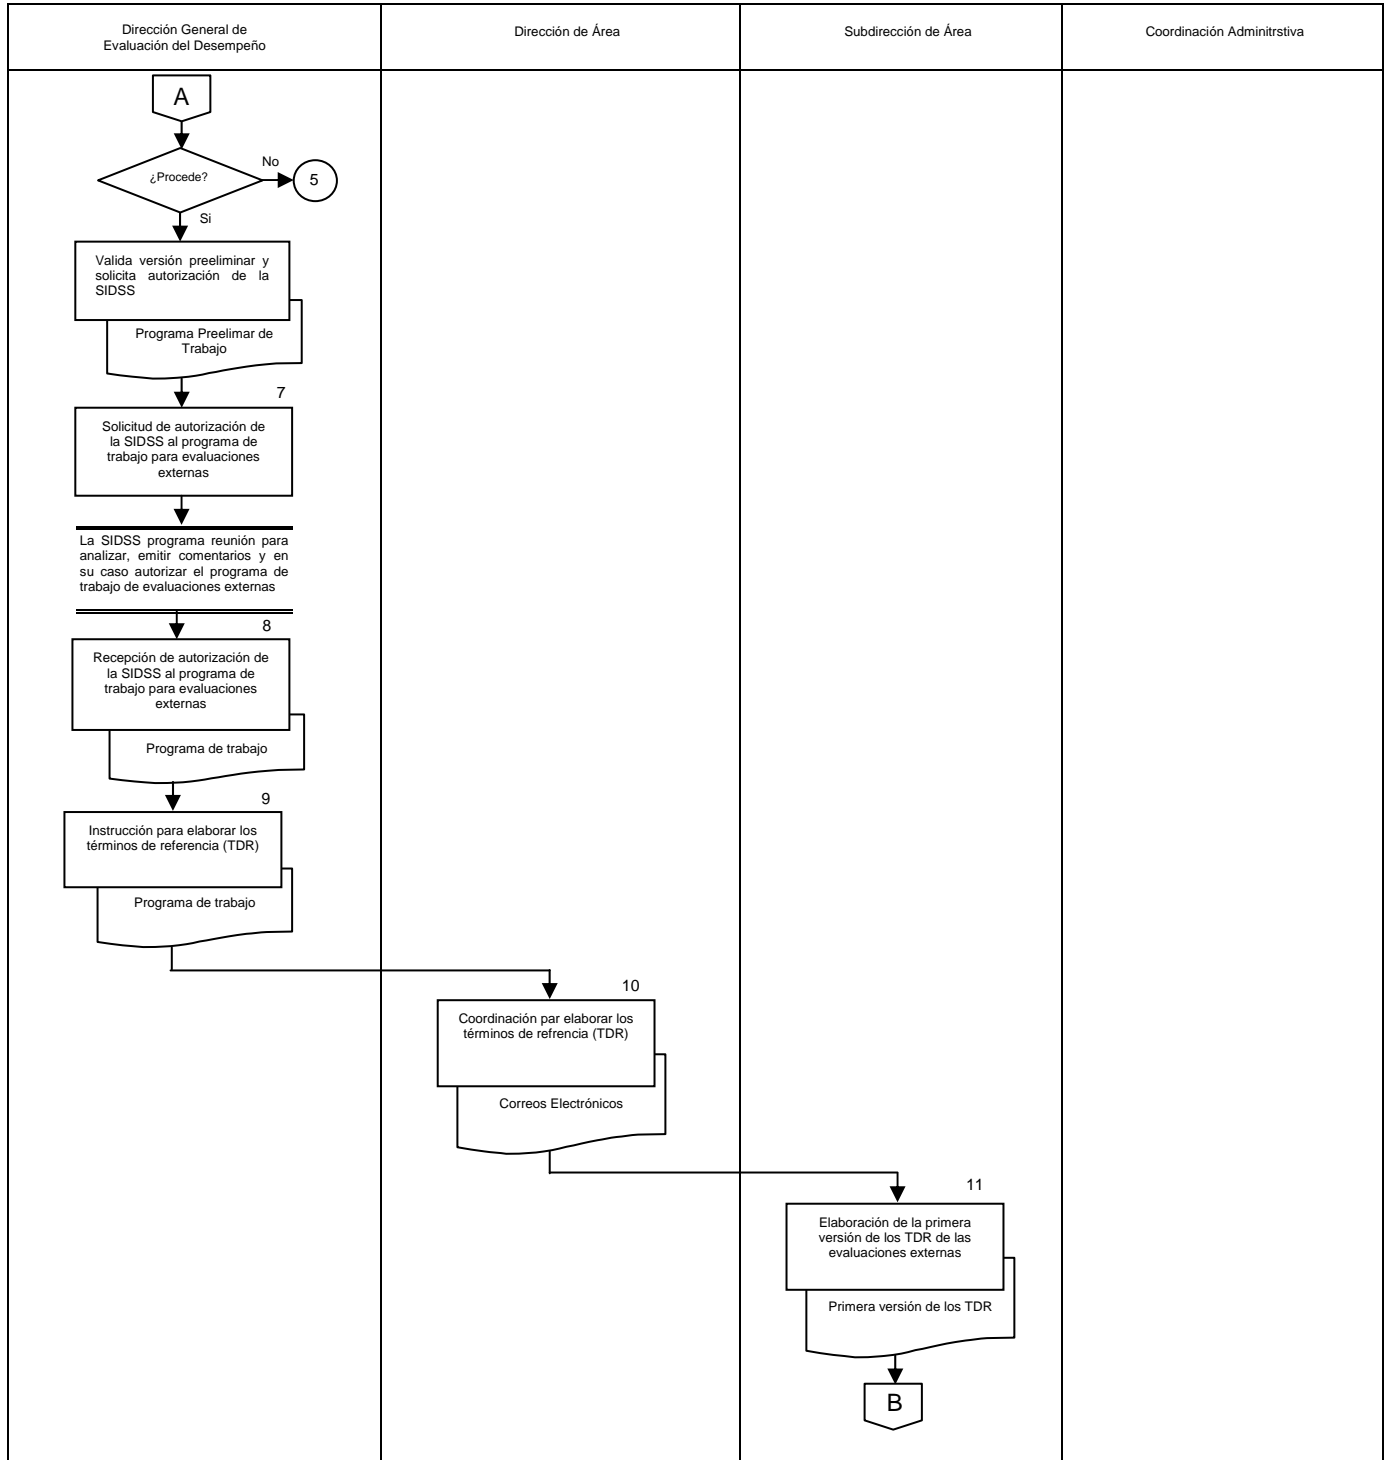 Dirección General de
Evaluación del Desempeño
Dirección de Área
Subdirección de Área
Coordinación Adminitrstiva
A
¿Procede?
No
5
Si
Valida versión preeliminar y
solicita autorización de la
SIDSS
Programa Preelimar de
Trabajo
7
Solicitud de autorización de
la SIDSS al programa de
trabajo para evaluaciones
externas
La SIDSS programa reunión para
analizar, emitir comentarios y en
su caso autorizar el programa de
trabajo de evaluaciones externas
8
Recepción de autorización de
la SIDSS al programa de
trabajo para evaluaciones
externas
Programa de trabajo
9
Instrucción para elaborar los
términos de referencia (TDR)
Programa de trabajo
10
Coordinación par elaborar los
términos de refrencia (TDR)
Correos Electrónicos
11
Elaboración de la primera
versión de los TDR de las
evaluaciones externas
Primera versión de los TDR
B